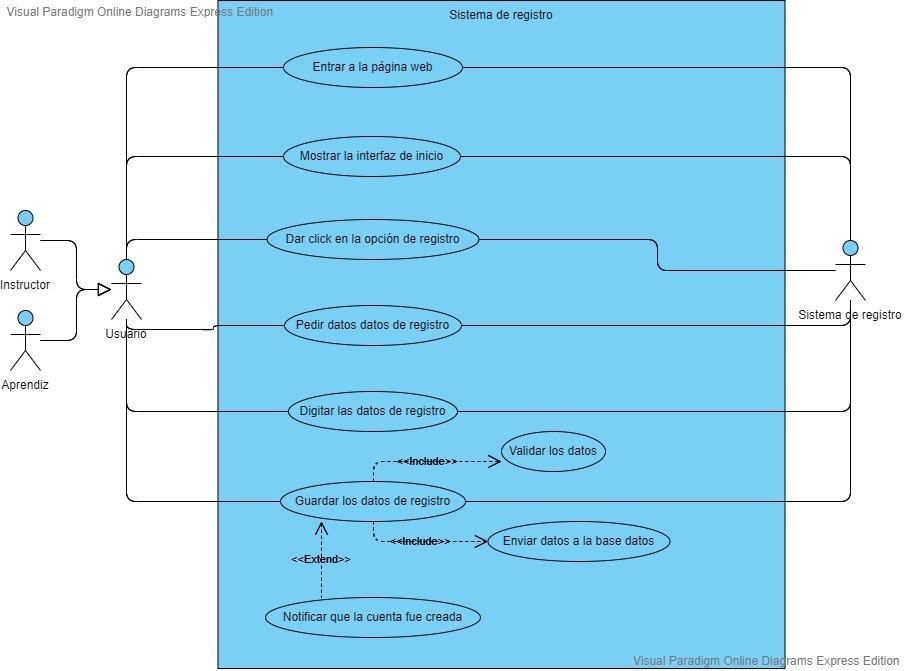 Visual Paradigm Online Diagrams Express Edition
Sistema de registro
Entrar a la página web
Mostrar la interfaz de inicio
Dar click en la opción de registro
Instructor
Sistema de registro
Pedir datos datos de registro
Usuario
Aprendiz
Digitar las datos de registro
Validar los datos
<<Include>>
Guardar los datos de registro
<<Include>>
Enviar datos a la base datos
<<Extend>>
Notificar que la cuenta fue creada
Visual Paradigm Online Diagrams Express Edition